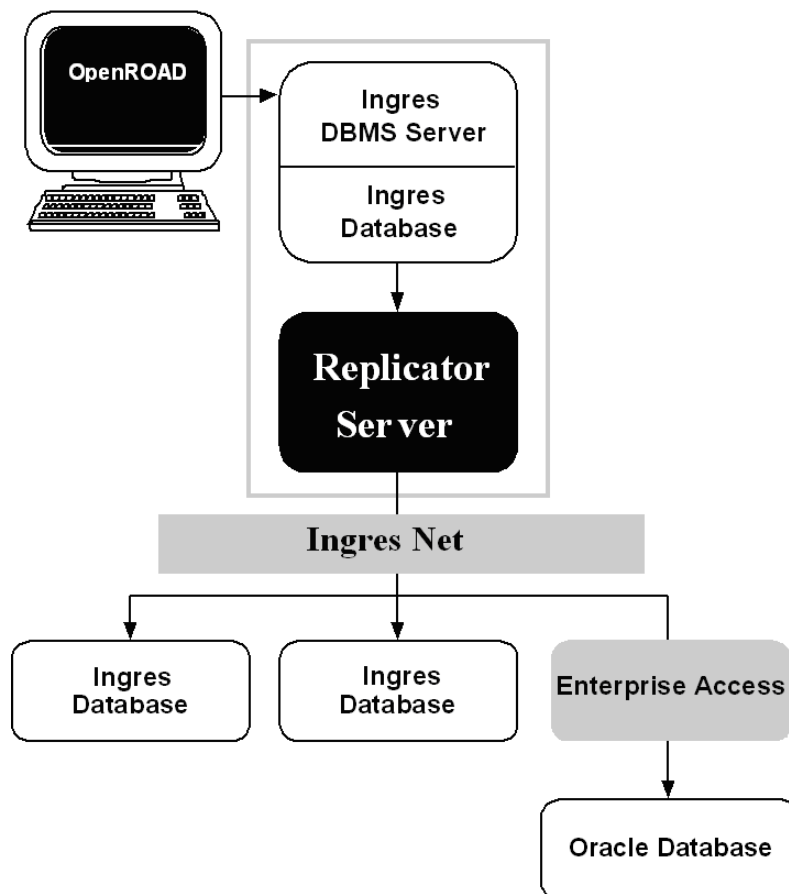 OpenROAD
Ingres
DBMS Server
Ingres
Database
Replicator
Server
Ingres Net
Ingres
Database
Ingres
Database
Enterprise Access
Oracle Database